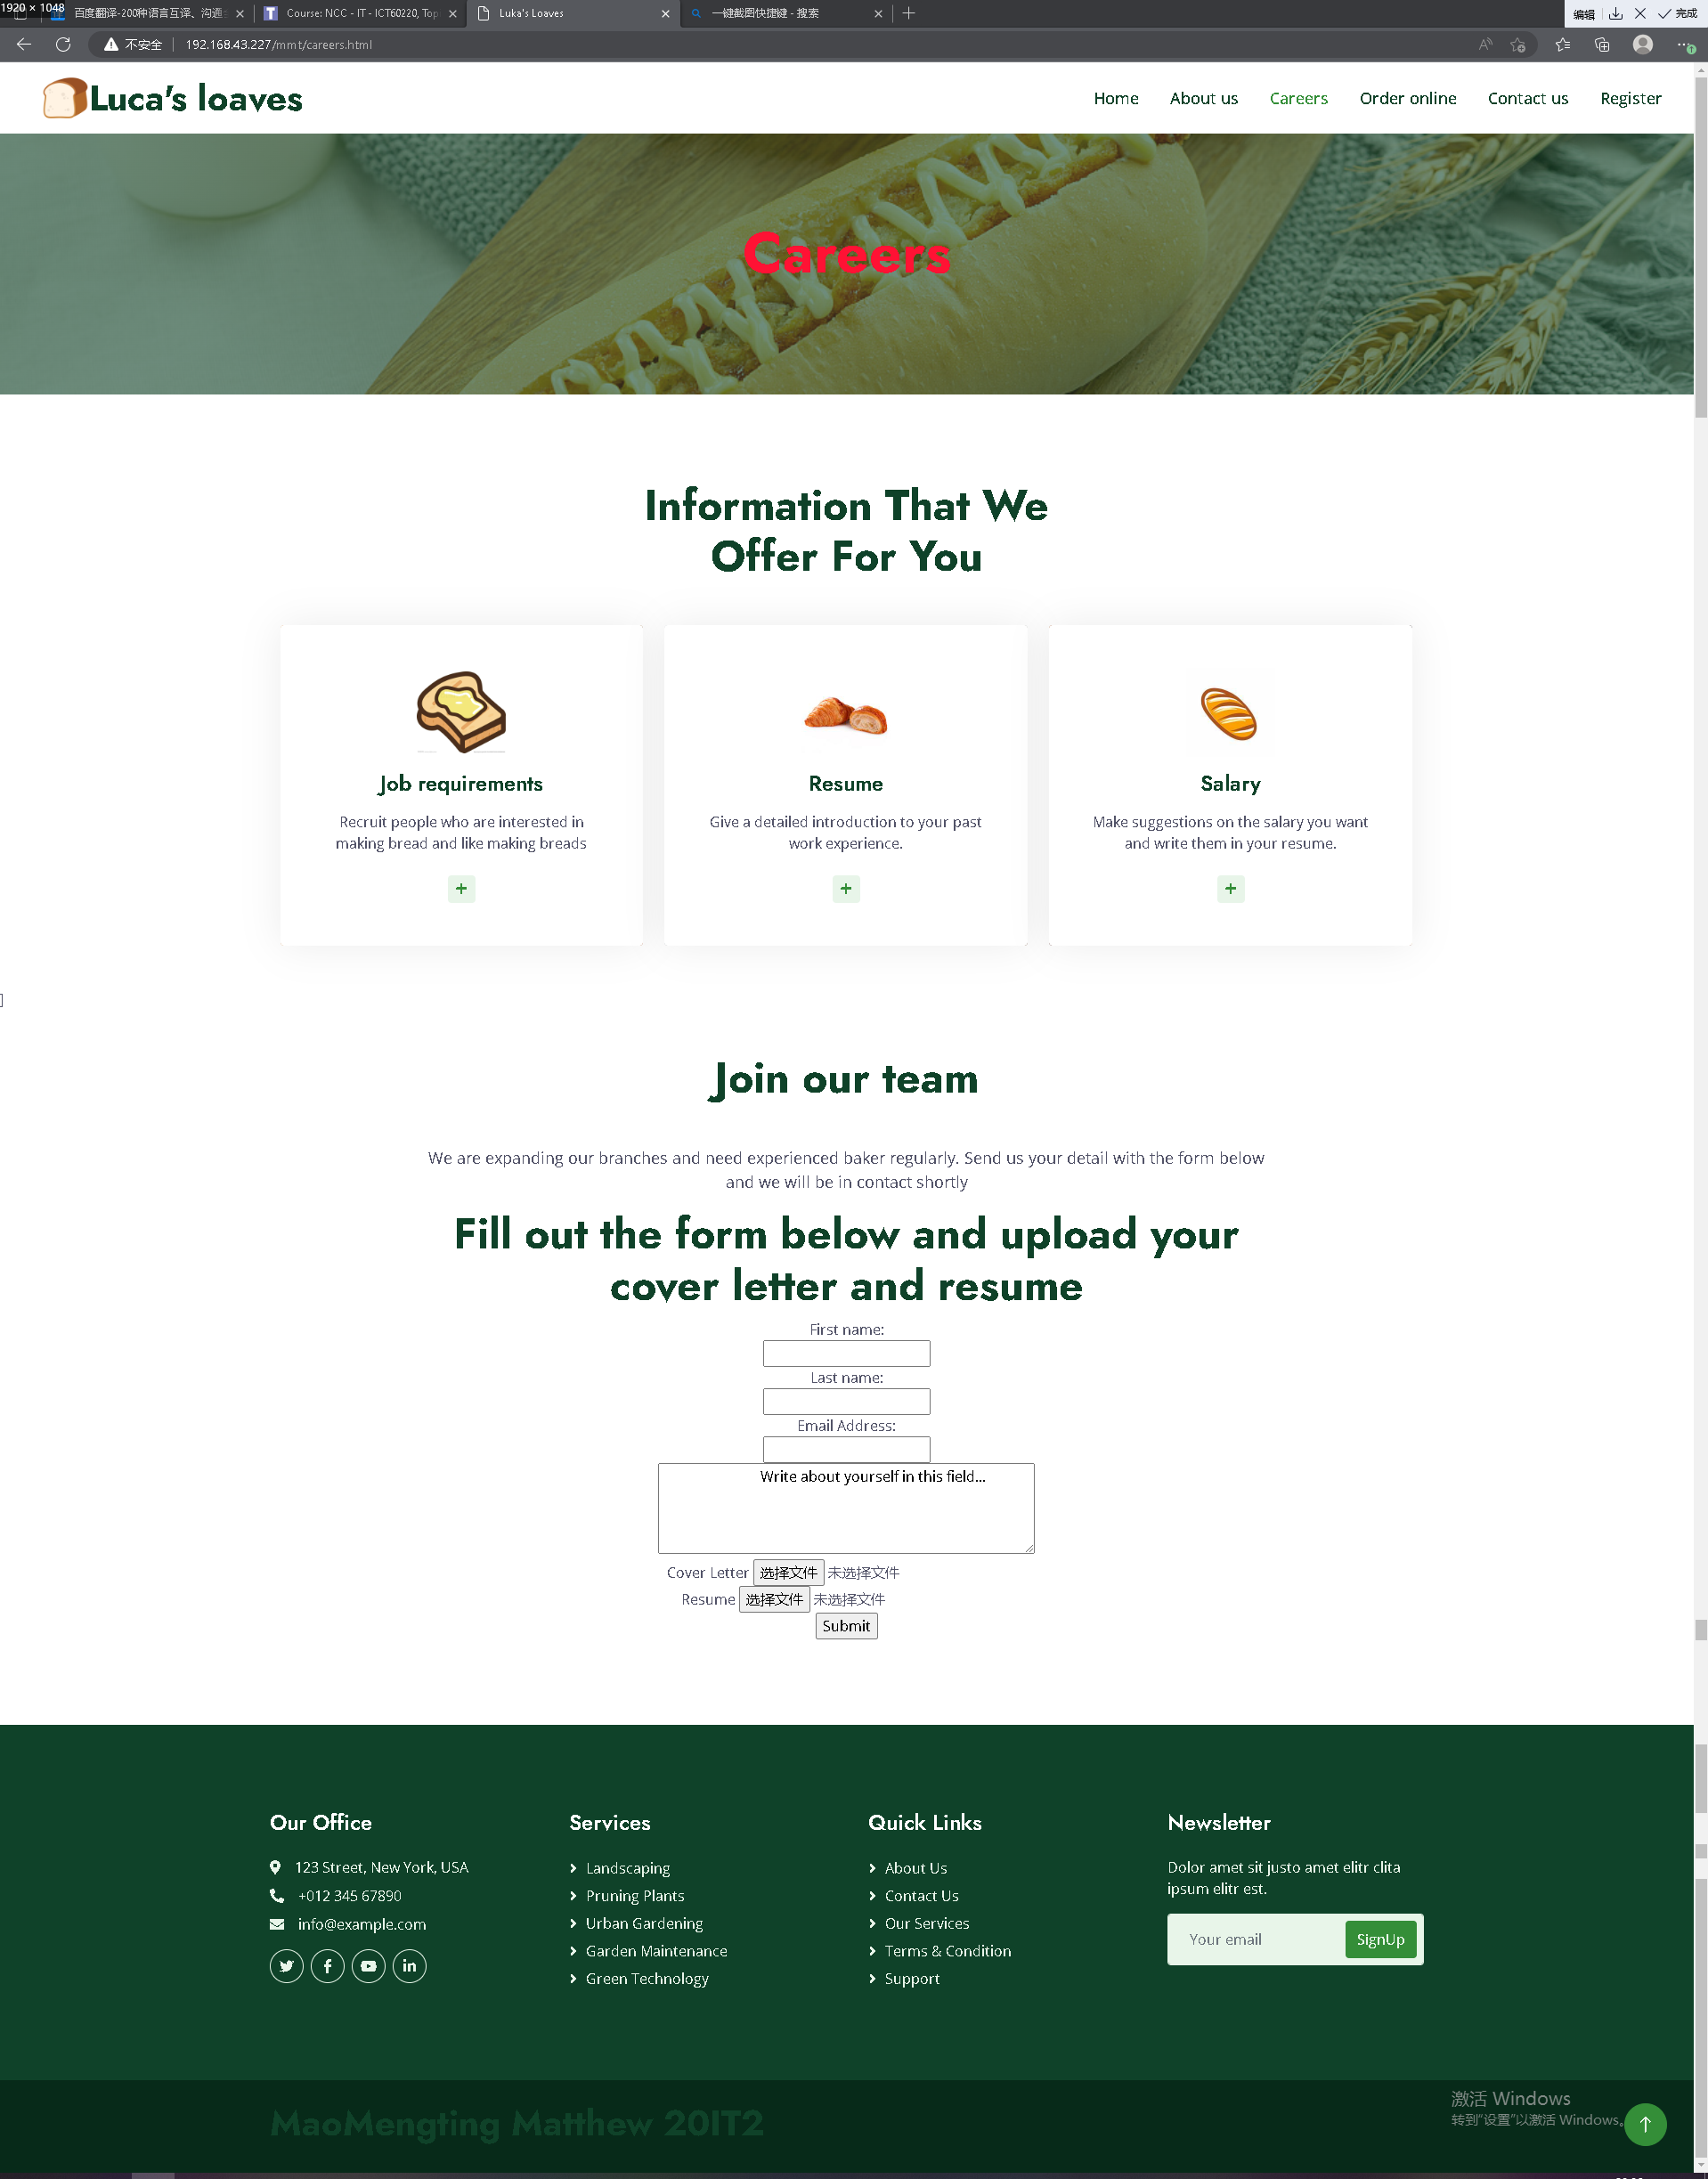 1920 × 1048
百度翻译-200种语言互译、沟通
Course: NCC - IT - ICT60220, Top
Luka's Loaves
一键截图快捷键 - 搜索
编辑
完成
不安全
192.168.43.227/mmt/careers.html
Luca's loaves
Home
About us
Careers
Order online
Contact us
Register
Careers
Information That We
Offer For You
Job requirements
Recruit people who are interested in
making bread and like making breads
Resume
Give a detailed introduction to your past
work experience.
Salary
Make suggestions on the salary you want
and write them in your resume.
Join our team
We are expanding our branches and need experienced baker regularly. Send us your detail with the form below
and we will be in contact shortly
Fill out the form below and upload your
cover letter and resume
First name:
Last name:
Email Address:
Write about yourself in this field...
Cover Letter 选择文件 未选择文件
Resume 选择文件 未选择文件
Submit
Our Office
123 Street, New York, USA
+012 345 67890
info@example.com
Services
Landscaping
Pruning Plants
Urban Gardening
Garden Maintenance
Green Technology
Quick Links
About Us
Contact Us
Our Services
Terms & Condition
Support
Newsletter
Dolor amet sit justo amet elitr clita
ipsum elitr est.
Your email
SignUp
MaoMengting Matthew 20IT2
激活 Windows
转到"设置"以激活 Windows。